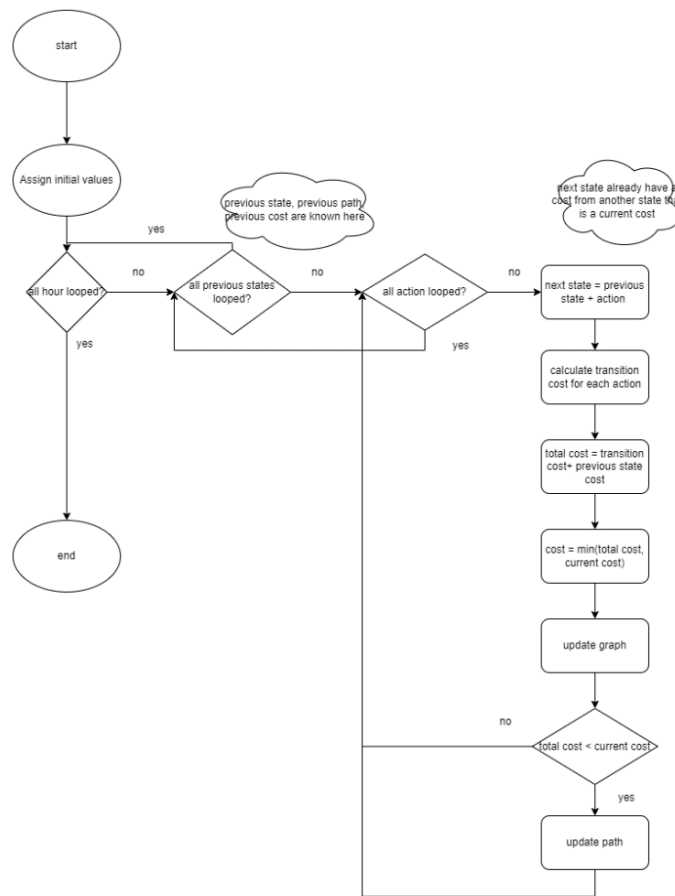 start
Assign initial values
previous state, previous path,
previous cost are known here
next state already have a
cost from another state tha
is a current cost
yes
all hour looped?
no
all previous states
looped?
no
all action looped?
no
next state = previous
state + action
yes
yes
calculate transition
cost for each action
total cost = transition
cost+ previous state
cost
end
cost = min(total cost,
current cost)
update graph
no
total cost < current cost
yes
update path